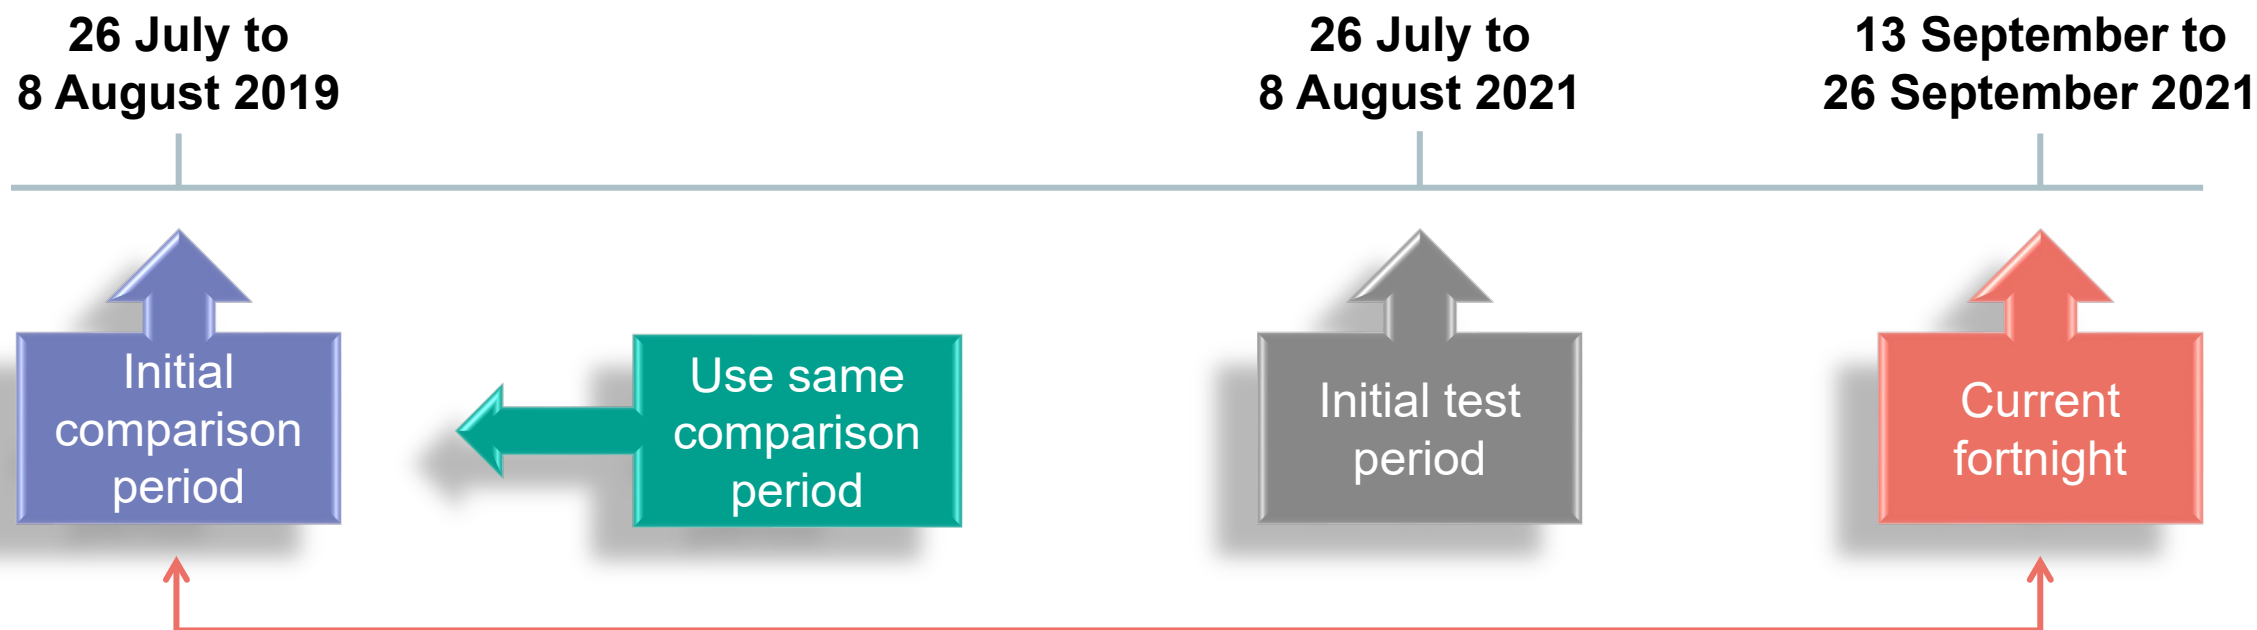 26 July to
8 August 2019
26 July to
8 August 2021
13 September to
26 September 2021
Initial
comparison
period
Use same
comparison
period
Initial test
period
Current
fortnight